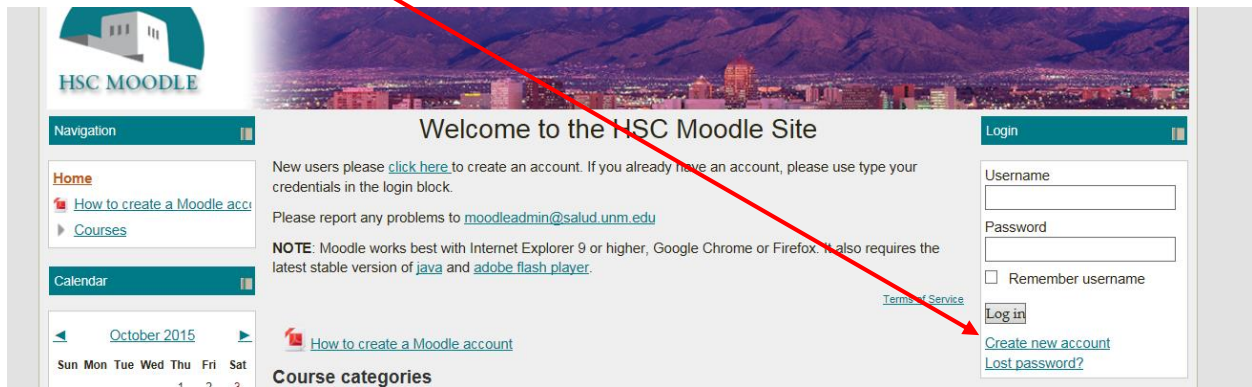 HSC MOODLE
Navigation
Home
How to create a Moodle acc
Courses
Calendar
October 2015
Sun Mon Tue Wed Thu Fri Sat
1 2 3
Welcome to the HSC Moodle Site
New users please click here to create an account. If you already have an account, please use type your
credentials in the login block.
Please report any problems to moodleadmin@salud.unm.edu
NOTE: Moodle works best with Internet Explorer 9 or higher, Google Chrome or Firefox. It also requires the
latest stable version of java and adobe flash player.
Terms of Service
How to create a Moodle account
Course categories
Login
Username
Password
Remember username
Log in
Create new account
Lost password?